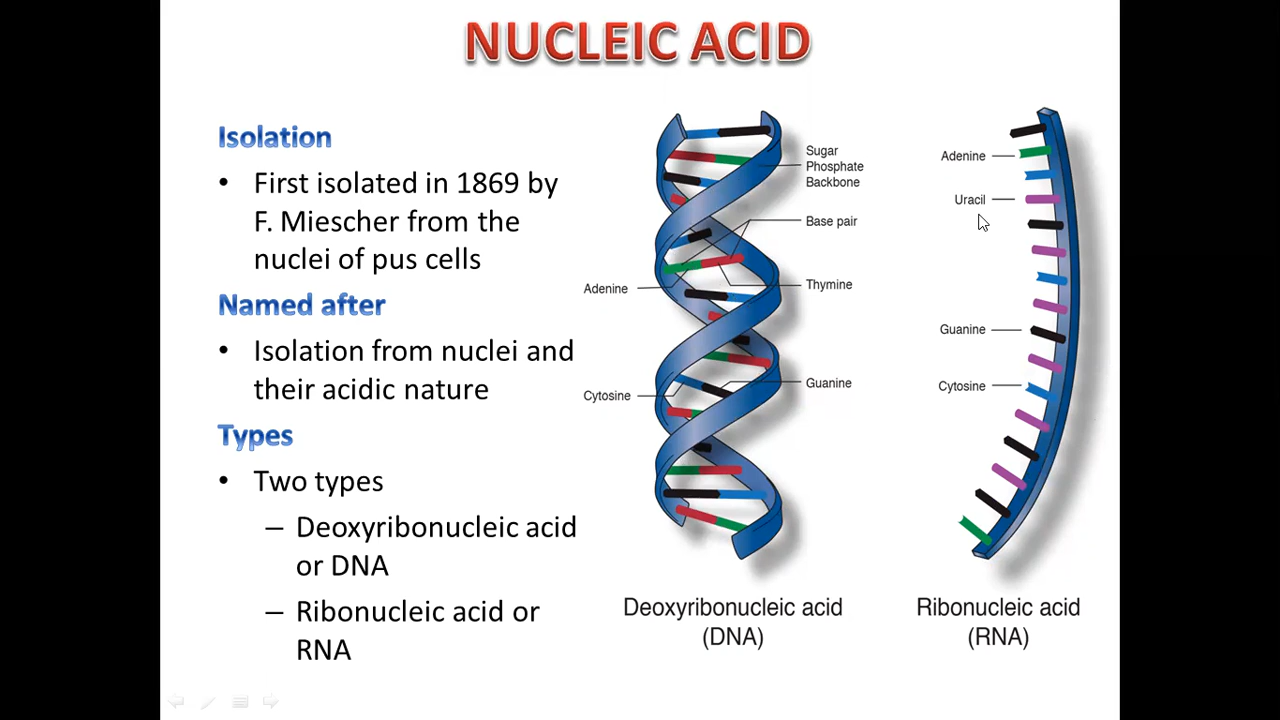 NUCLEIC ACID
Isolation
• First isolated in 1869 by
F. Miescher from the
nuclei of pus cells
Named after
• Isolation from nuclei and
their acidic nature
Types
• Two types
– Deoxyribonucleic acid
or DNA
– Ribonucleic acid or
RNA
Sugar
Phosphate
Backbone
Base pair
Adenine
Thymine
Cytosine
Guanine
Deoxyribonucleic acid
(DNA)
Adenine
Uracil
Guanine
Cytosine
Ribonucleic acid
(RNA)